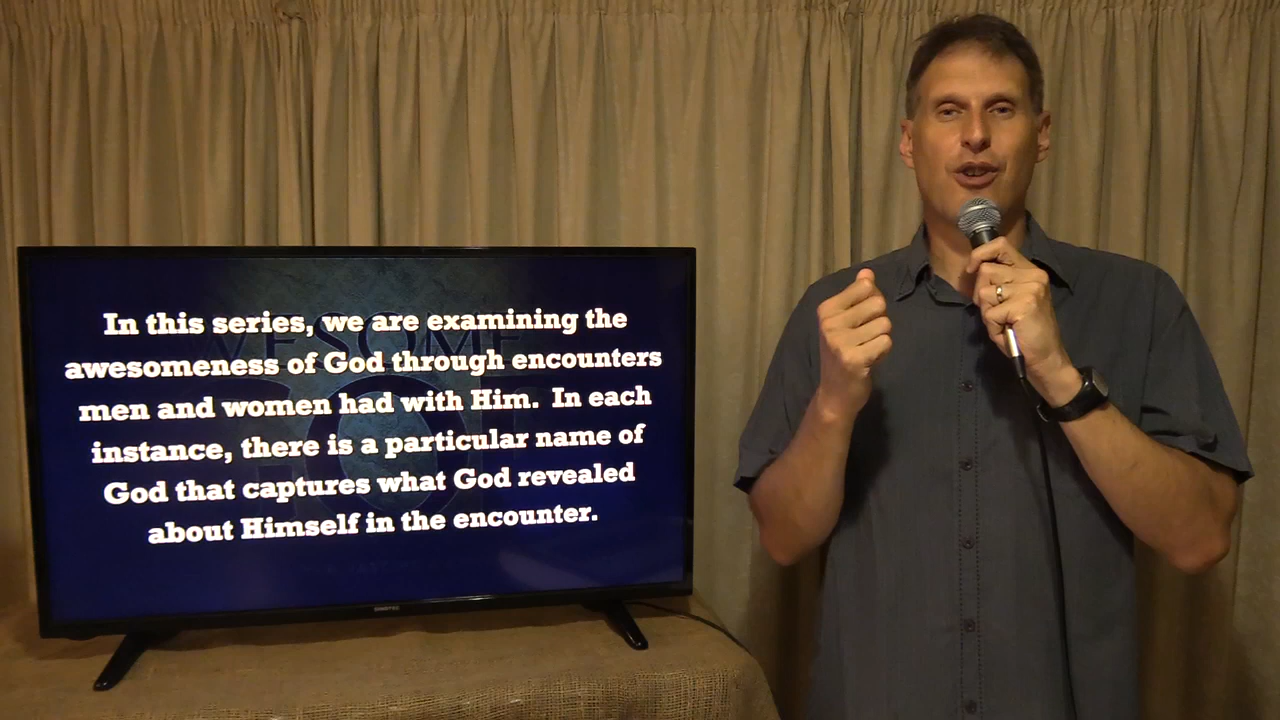 In this series, we are examining the
awesomeness of God through encounters
men and women had with Him. In each
instance, there is a particular name of
God that captures what God revealed
about Himself in the encounter.